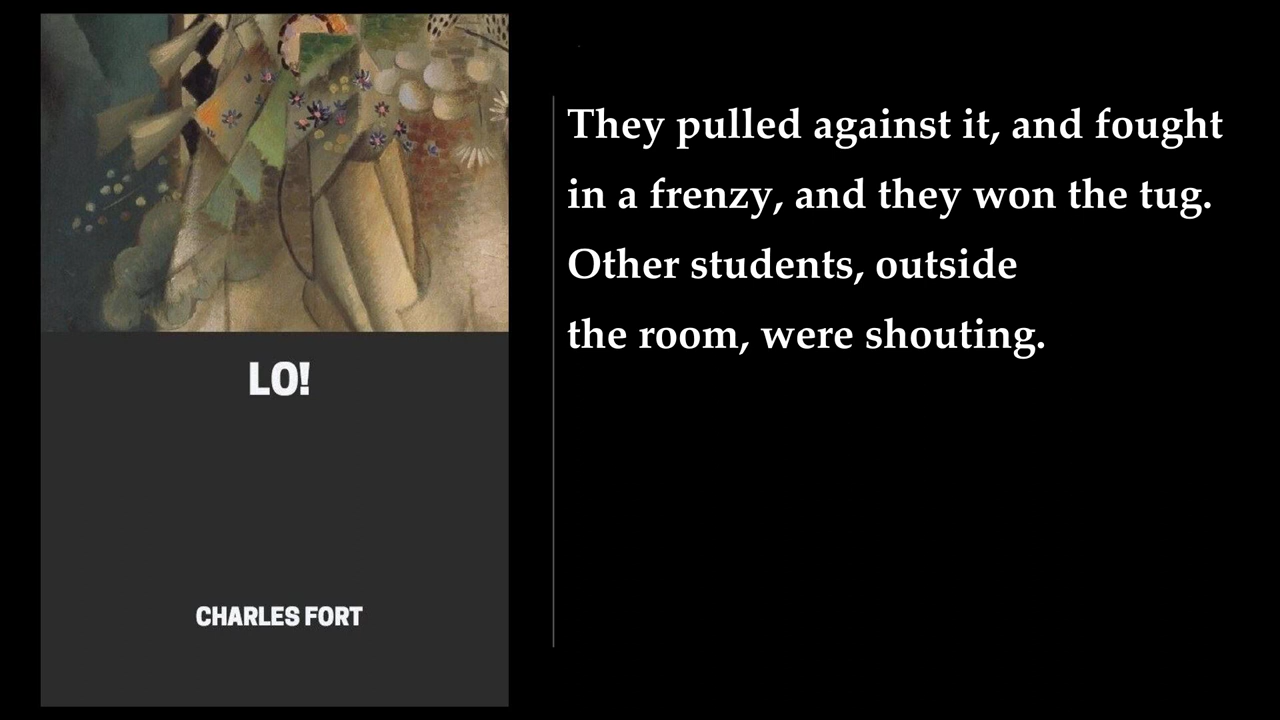 LO!
CHARLES FORT
They pulled against it, and fought
in a frenzy, and they won the tug.
Other students, outside
the room, were shouting.